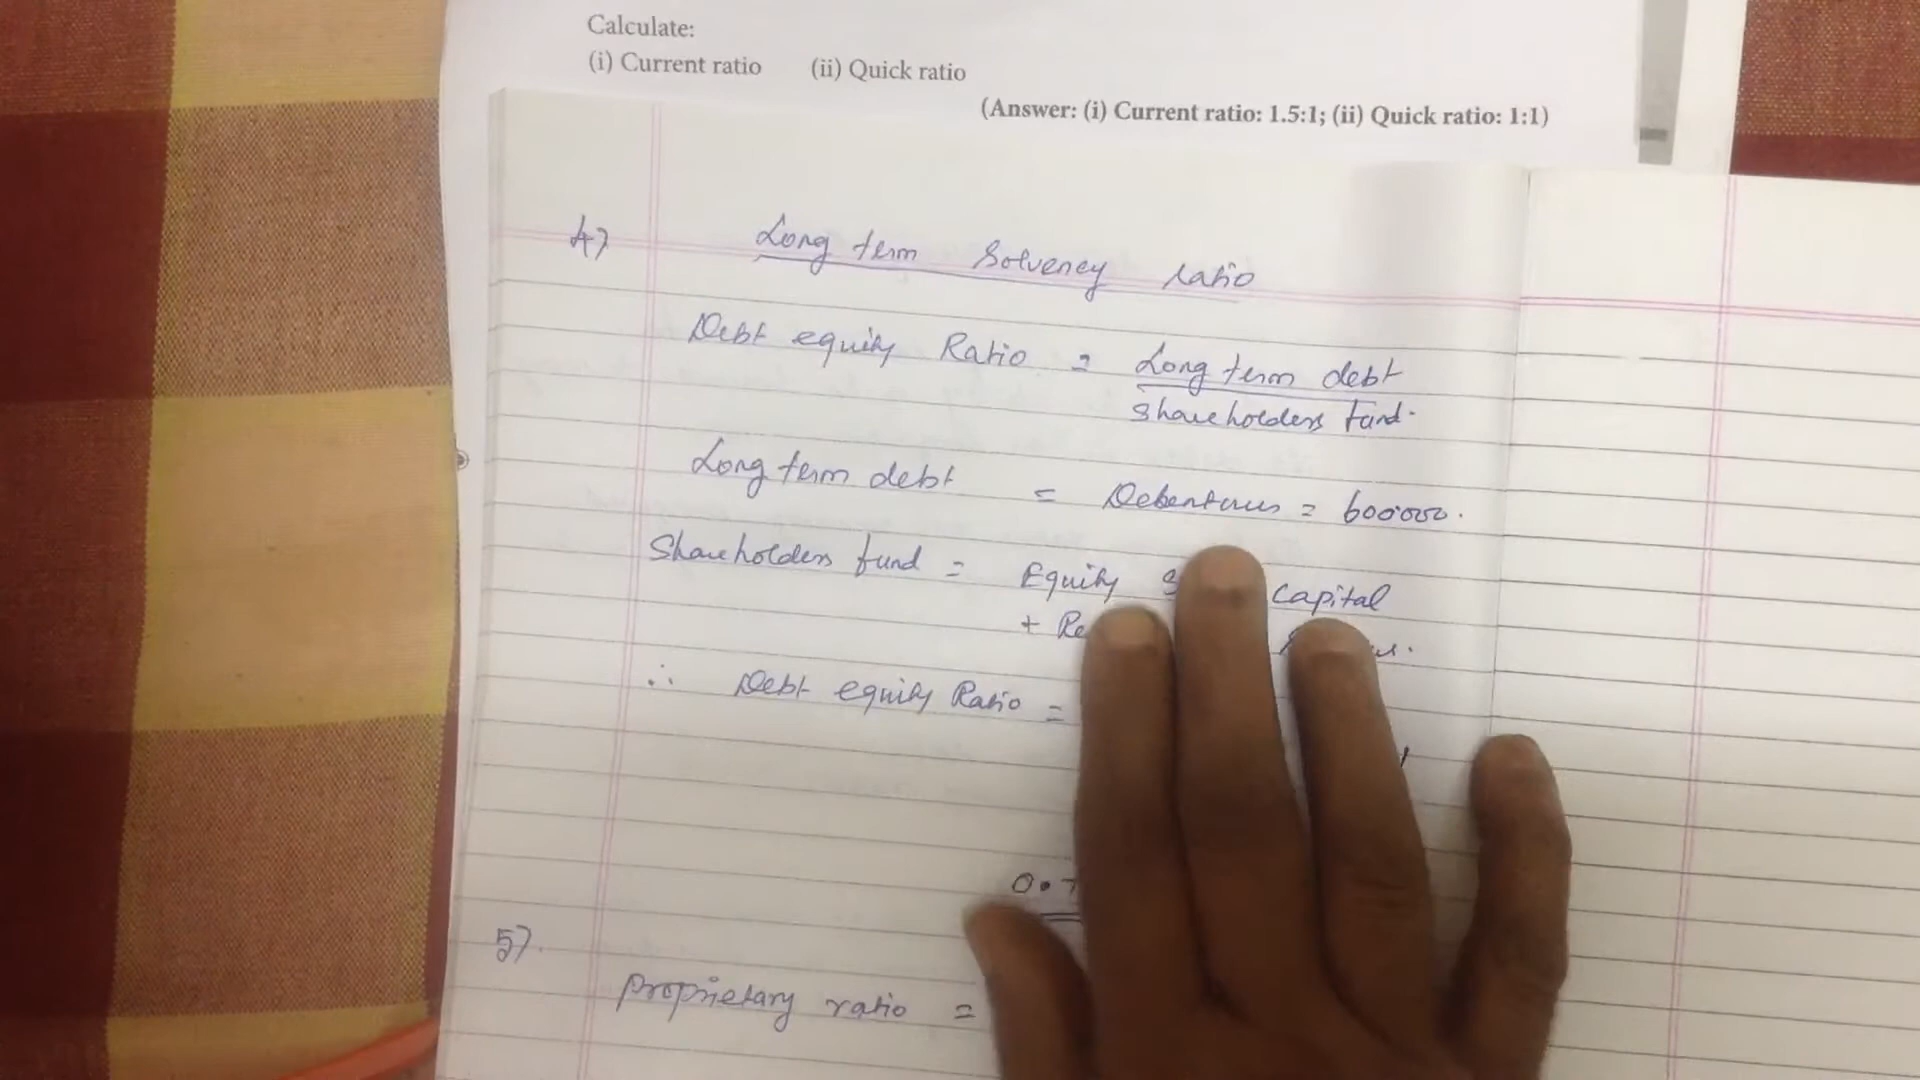 Calculate:
(i) Current ratio (ii) Quick ratio
(Answer: (i) Current ratio: 1.5:1; (ii) Quick ratio: 1:1)
4)
Long term Solvency ratio
Debt equity Ratio = Long term debt
Shareholders fund.
Long term debt = Debentures = 600000.
Shareholders fund = Equity Capital
+ Re
∴ Debt equity Ratio =
0.7
5).
Proprietary ratio =